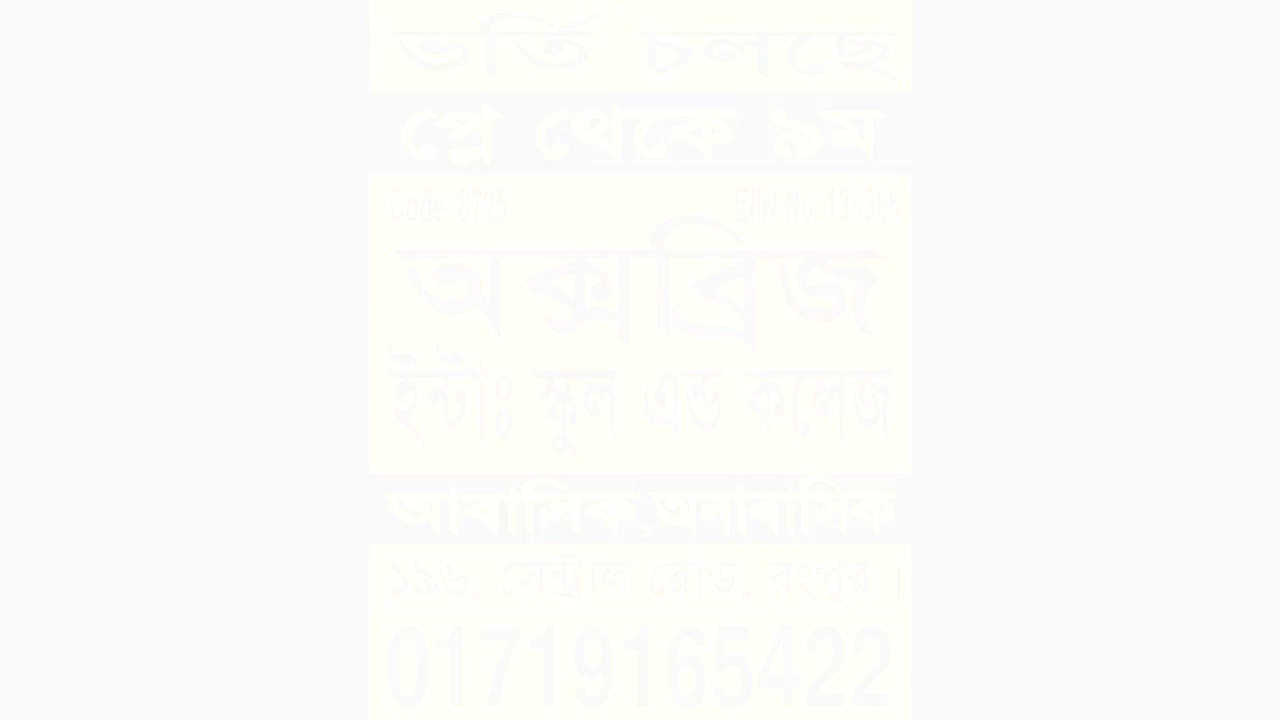 ভর্তি চলছে
প্লে থেকে ৯ম
Code: 8725 EIIN No. 135385
অক্সব্রিজ
ইন্টাঃ স্কুল এন্ড কলেজ
আবাসিক, অনাবাসিক
১৯৬, সেন্ট্রাল রোড, রংপুর ।
01719165422